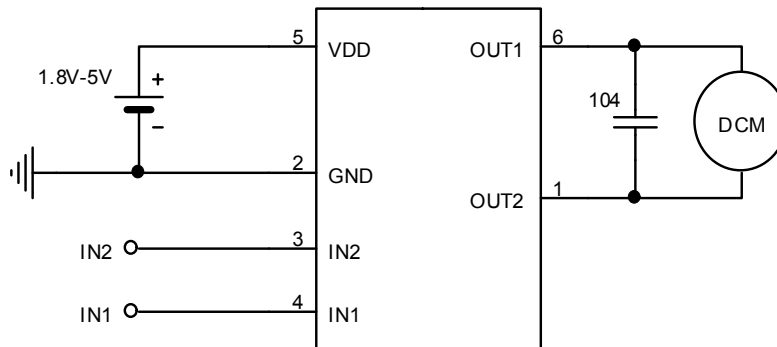 5 VDD OUT1 6
1.8V-5V +
104
−
DCM
2 GND
OUT2 1
IN2 3 IN2
IN1 4 IN1